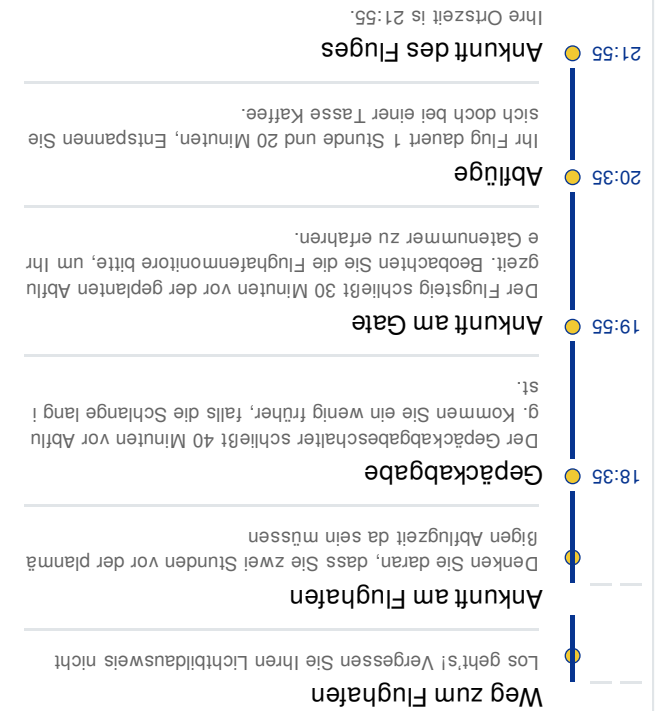 Weg zum Flughafen
Los geht's! Vergessen Sie Ihren Lichtbildausweis nicht
Ankunft am Flughafen
Denken Sie daran, dass Sie zwei Stunden vor der planmä
ßigen Abflugzeit da sein müssen
18:35
Gepäckabgabe
Der Gepäckabgabeschalter schließt 40 Minuten vor Abflu
g. Kommen Sie ein wenig früher, falls die Schlange lang i
st.
19:55
Ankunft am Gate
Der Flugsteig schließt 30 Minuten vor der geplanten Abflu
gzeit. Beobachten Sie die Flughafenmonitore bitte, um Ihr
e Gatenummer zu erfahren.
20:35
Abflüge
Ihr Flug dauert 1 Stunde und 20 Minuten, Entspannen Sie
sich doch bei einer Tasse Kaffee.
21:55
Ankunft des Fluges
Ihre Ortszeit is 21:55.